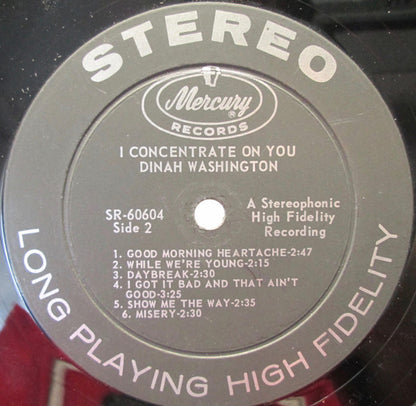 STEREO
Mercury
®
RECORDS
I CONCENTRATE ON YOU
DINAH WASHINGTON
SR-60604
Side 2
A Stereophonic
High Fidelity
Recording
1. GOOD MORNING HEARTACHE-2:47
2. WHILE WE'RE YOUNG-2:15
3. DAYBREAK-2:30
4. I GOT IT BAD AND THAT AIN'T
GOOD-3:25
5. SHOW ME THE WAY-2:35
6. MISERY-2:30
LONG PLAYING HIGH FIDELITY